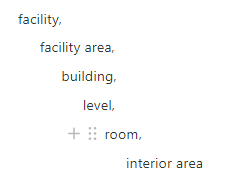 facility,
facility area,
building,
level,
room,
interior area